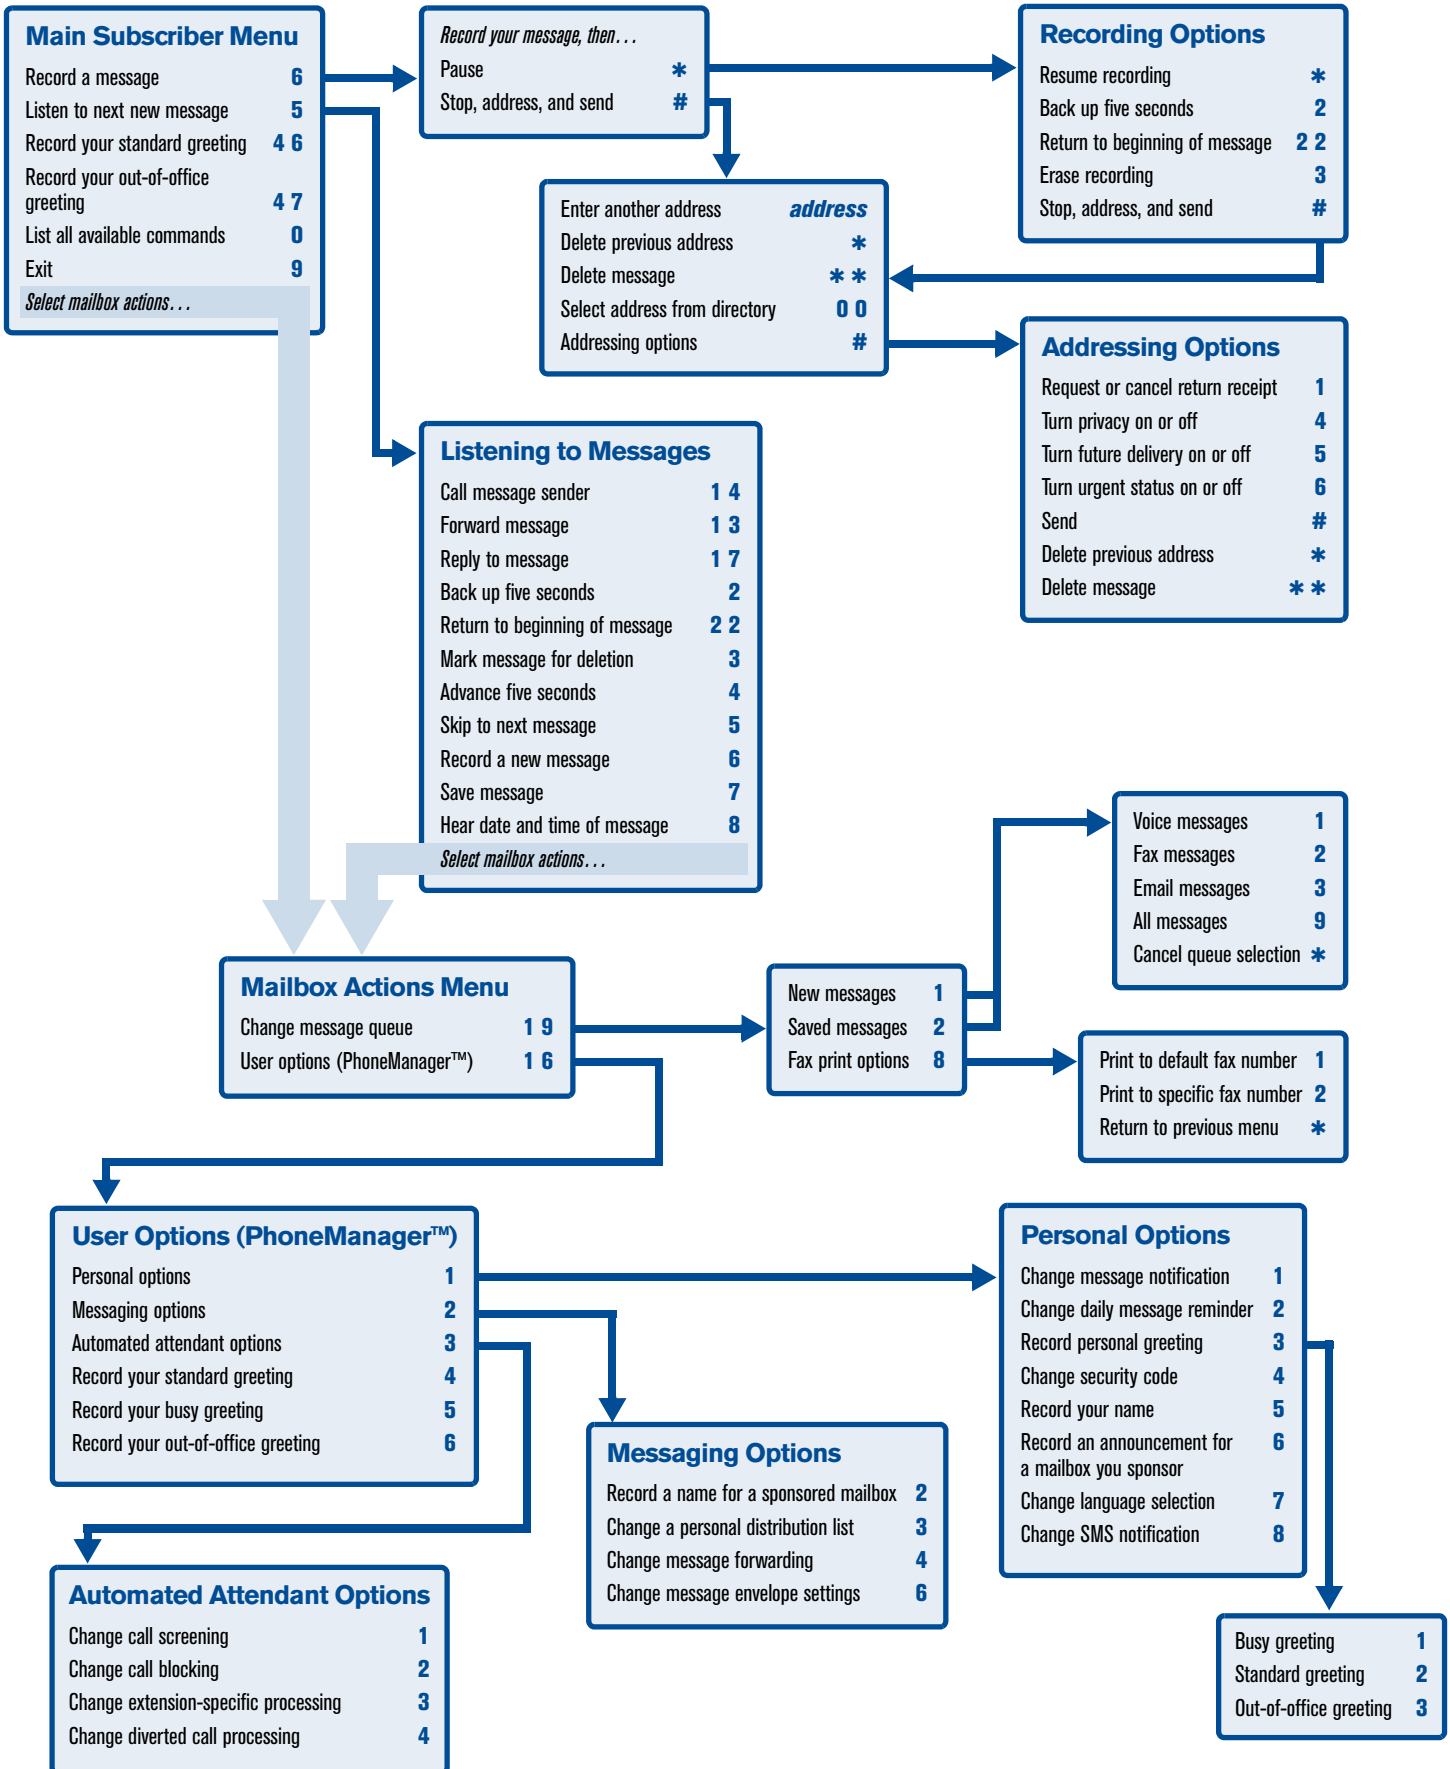 Main Subscriber Menu
Record a message 6
Listen to next new message 5
Record your standard greeting 4 6
Record your out-of-office
greeting 4 7
List all available commands 0
Exit 9
Select mailbox actions...
Record your message, then...
Pause *
Stop, address, and send #
Recording Options
Resume recording *
Back up five seconds 2
Return to beginning of message 2 2
Erase recording 3
Stop, address, and send #
Enter another address address
Delete previous address *
Delete message * *
Select address from directory 0 0
Addressing options #
Addressing Options
Request or cancel return receipt 1
Turn privacy on or off 4
Turn future delivery on or off 5
Turn urgent status on or off 6
Send #
Delete previous address *
Delete message * *
Listening to Messages
Call message sender 1 4
Forward message 1 3
Reply to message 1 7
Back up five seconds 2
Return to beginning of message 2 2
Mark message for deletion 3
Advance five seconds 4
Skip to next message 5
Record a new message 6
Save message 7
Hear date and time of message 8
Select mailbox actions...
Mailbox Actions Menu
Change message queue 1 9
User options (PhoneManager™) 1 6
New messages 1
Saved messages 2
Fax print options 8
Voice messages 1
Fax messages 2
Email messages 3
All messages 9
Cancel queue selection *
Print to default fax number 1
Print to specific fax number 2
Return to previous menu *
User Options (PhoneManager™)
Personal options 1
Messaging options 2
Automated attendant options 3
Record your standard greeting 4
Record your busy greeting 5
Record your out-of-office greeting 6
Personal Options
Change message notification 1
Change daily message reminder 2
Record personal greeting 3
Change security code 4
Record your name 5
Record an announcement for 6
a mailbox you sponsor
Change language selection 7
Change SMS notification 8
Messaging Options
Record a name for a sponsored mailbox 2
Change a personal distribution list 3
Change message forwarding 4
Change message envelope settings 6
Automated Attendant Options
Change call screening 1
Change call blocking 2
Change extension-specific processing 3
Change diverted call processing 4
Busy greeting 1
Standard greeting 2
Out-of-office greeting 3